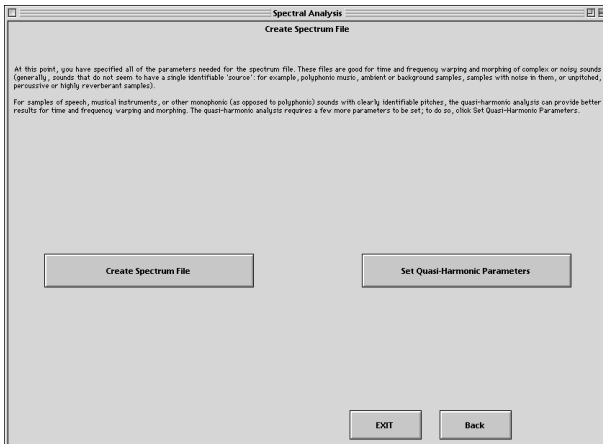 Spectral Analysis
Create Spectrum File
At this point, you have specified all of the parameters needed for the spectrum file. These files are good for time and frequency warping and morphing of complex or noisy sounds
(generally, sounds that do not seem to have a single identifiable 'source': for example, polyphonic music, ambient or background samples, samples with noise in them, or unpitched,
percussive or highly reverberant samples).
For samples of speech, musical instruments, or other monophonic (as opposed to polyphonic) sounds with clearly identifiable pitches, the quasi-harmonic analysis can provide better
results for time and frequency warping and morphing. The quasi-harmonic analysis requires a few more parameters to be set; to do so, click Set Quasi-Harmonic Parameters.
Create Spectrum File
Set Quasi-Harmonic Parameters
EXIT
Back